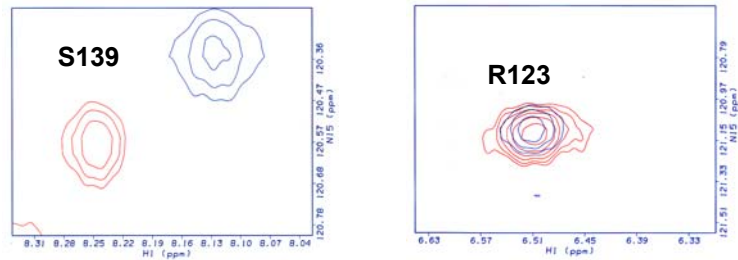 S139
120.36
120.47
120.57
120.68
120.78
N15 (ppm)
8.31 8.28 8.25 8.22 8.19 8.16 8.13 8.10 8.07 8.04
H1 (ppm)
R123
120.79
120.97
121.15
121.33
121.51
N15 (ppm)
6.63 6.57 6.51 6.45 6.39 6.33
H1 (ppm)